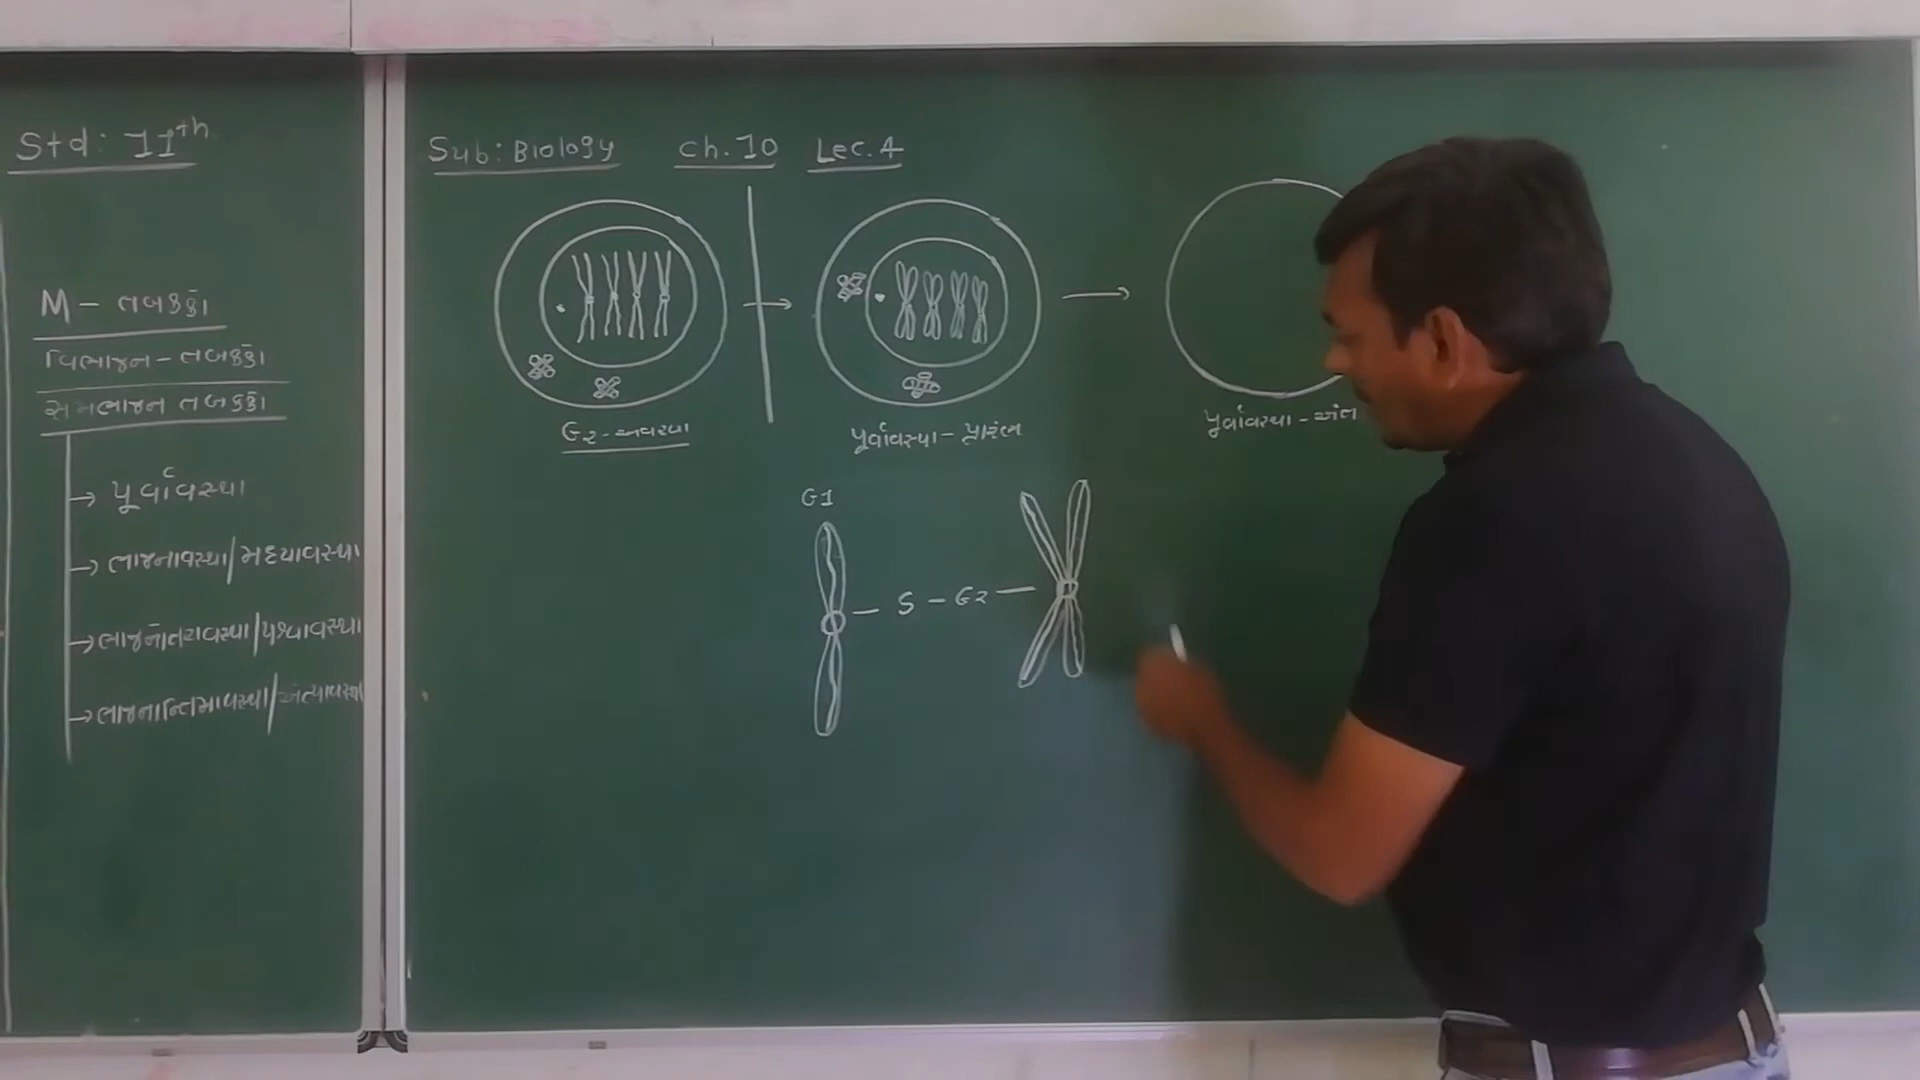 Std: 11th
Sub: Biology Ch. 10 Lec. 4
M - તબક્કો
વિભાજન - તબક્કો
સમભાજન તબક્કો
પૂર્વાવસ્થા
ભાજનાવસ્થા/મધ્યાવસ્થા
ભાજનોત્તરાવસ્થા/પશ્ચાવસ્થા
ભાજનાન્તિમાવસ્થા/અંત્યાવસ્થા
G2 - અવસ્થા
પૂર્વાવસ્થા - પ્રારંભ
પૂર્વાવસ્થા - અંત
G1
S - G2